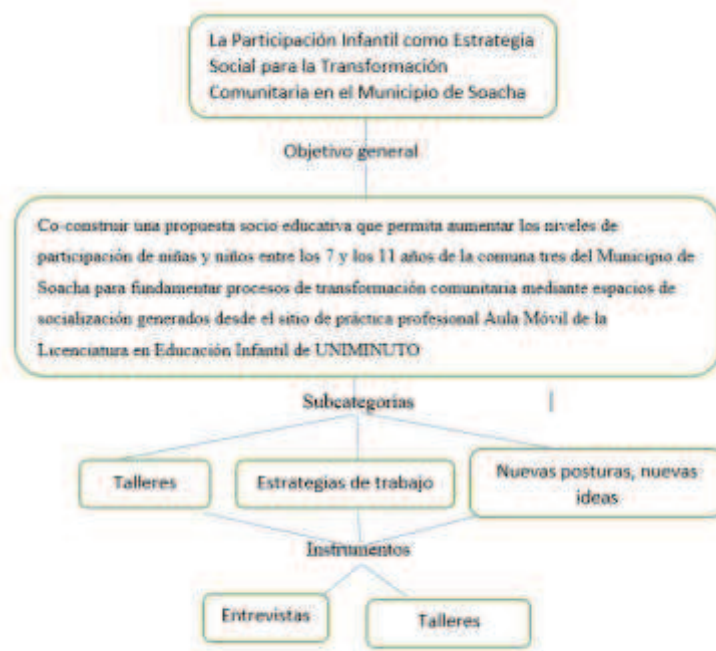 La Participación Infantil como Estrategia
Social para la Transformación
Comunitaria en el Municipio de Soacha
Objetivo general
Co-construir una propuesta socio educativa que permita aumentar los niveles de
participación de niñas y niños entre los 7 y los 11 años de la comuna tres del Municipio de
Soacha para fundamentar procesos de transformación comunitaria mediante espacios de
socialización generados desde el sitio de práctica profesional Aula Móvil de la
Licenciatura en Educación Infantil de UNIMINUTO
Subcategorías
Talleres
Estrategias de trabajo
Nuevas posturas, nuevas
ideas
Instrumentos
Entrevistas
Talleres